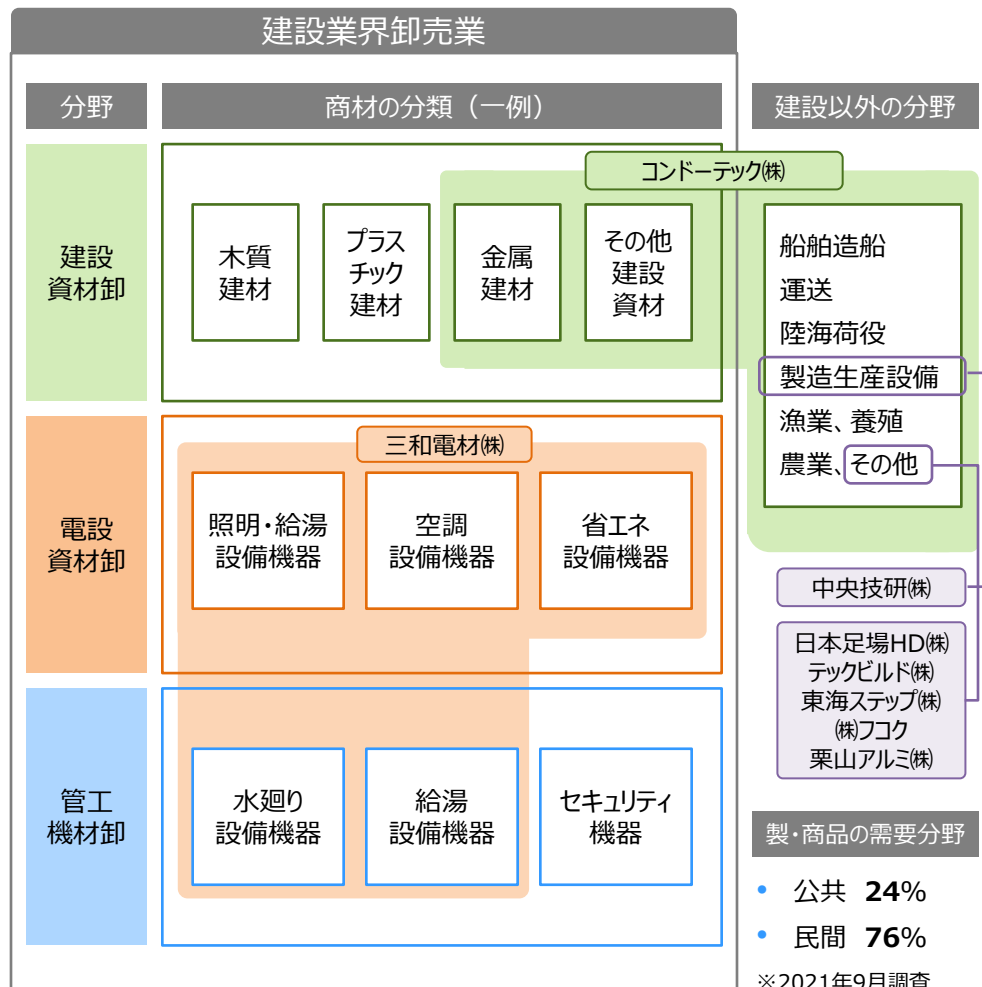 建設業界卸売業
分野
商材の分類（一例）
建設以外の分野
コンドーテック㈱
建設
資材卸
木質
建材
プラス
チック
建材
金属
建材
その他
建設
資材
船舶造船
運送
陸海荷役
製造生産設備
漁業、養殖
農業、その他
三和電材㈱
電設
資材卸
照明・給湯
設備機器
空調
設備機器
省エネ
設備機器
中央技研㈱
日本足場HD㈱
テックビルド㈱
東海ステップ㈱
㈱フコク
栗山アルミ㈱
管工
機材卸
水廻り
設備機器
給湯
設備機器
セキュリティ
機器
製・商品の需要分野
• 公共 24%
• 民間 76%
※2021年9月調査